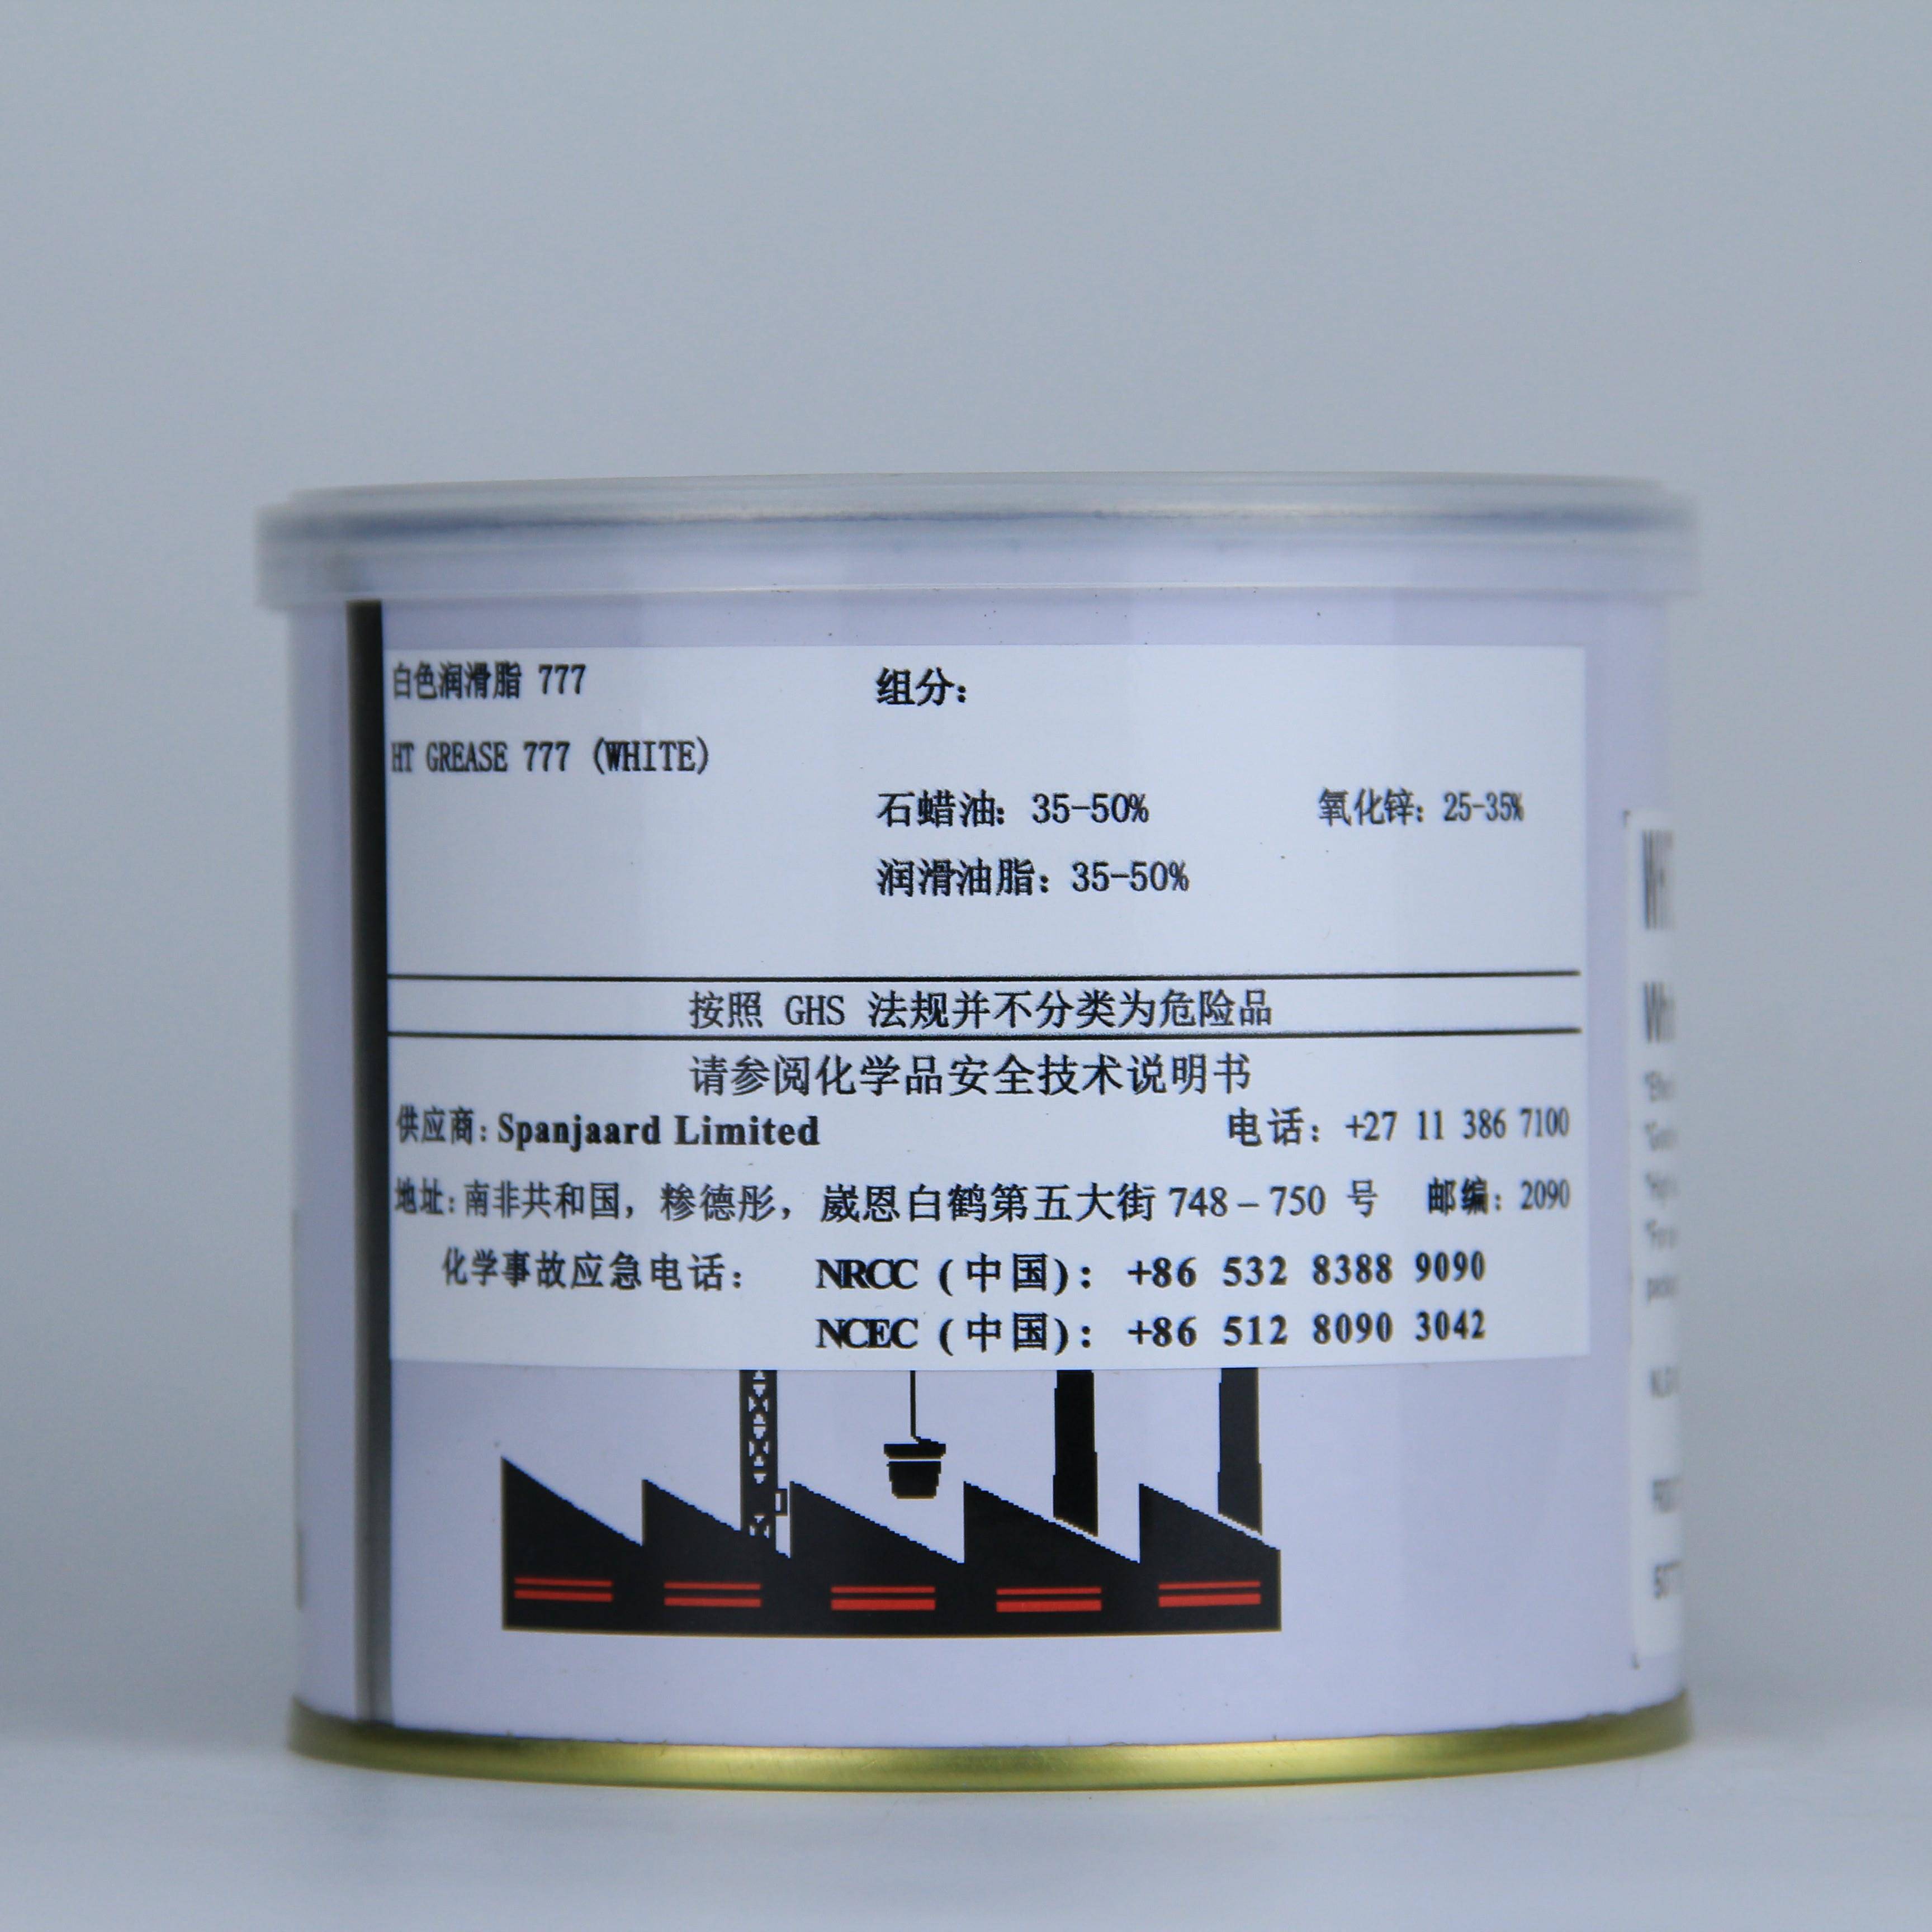 白色润滑脂 777
组分:
HT GREASE 777 (WHITE)
石蜡油: 35-50%
氧化锌: 25-35%
润滑油脂: 35-50%
按照 GHS 法规并不分类为危险品
请参阅化学品安全技术说明书
供应商: Spanjaard Limited
电话: +27 11 386 7100
地址: 南非共和国, 糁德彤, 崴恩白鹤第五大街 748 – 750 号
邮编: 2090
化学事故应急电话:
NRCC (中国): +86 532 8388 9090
NCEC (中国): +86 512 8090 3042